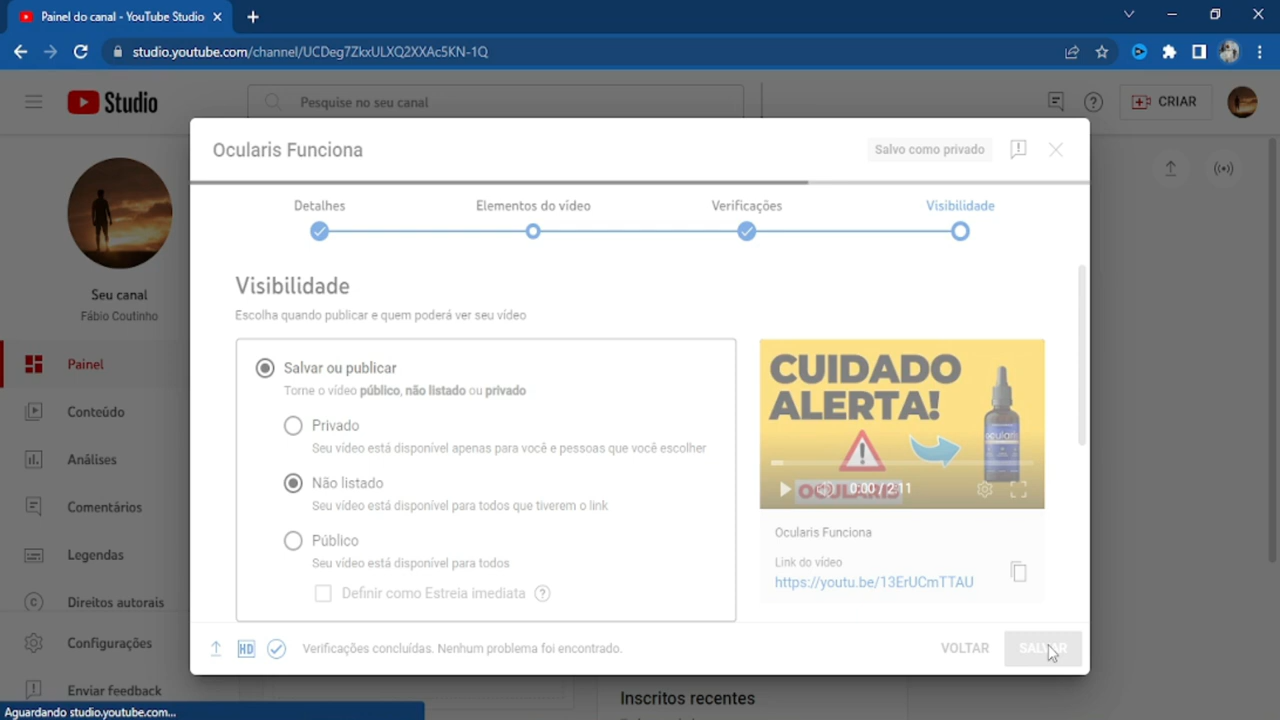 Painel do canal - YouTube Studio
studio.youtube.com/channel/UCDeg7ZkxULXQ2XXAc5KN-1Q
Studio
Pesquise no seu canal
CRIAR
Ocularis Funciona
Salvo como privado
Detalhes
Elementos do vídeo
Verificações
Visibilidade
Seu canal
Fábio Coutinho
Painel
Conteúdo
Análises
Comentários
Legendas
Direitos autorais
Configurações
Enviar feedback
Visibilidade
Escolha quando publicar e quem poderá ver seu vídeo
Salvar ou publicar
Torne o vídeo público, não listado ou privado
Privado
Seu vídeo está disponível apenas para você e pessoas que você escolher
Não listado
Seu vídeo está disponível para todos que tiverem o link
Público
Seu vídeo está disponível para todos
Definir como Estreia imediata
CUIDADO
ALERTA!
ocularis
OCULARIS
0:00 / 2:11
Ocularis Funciona
Link do vídeo
https://youtu.be/13ErUCmTTAU
HD
Verificações concluídas. Nenhum problema foi encontrado.
VOLTAR
SALVAR
Inscritos recentes
Aguardando studio.youtube.com...